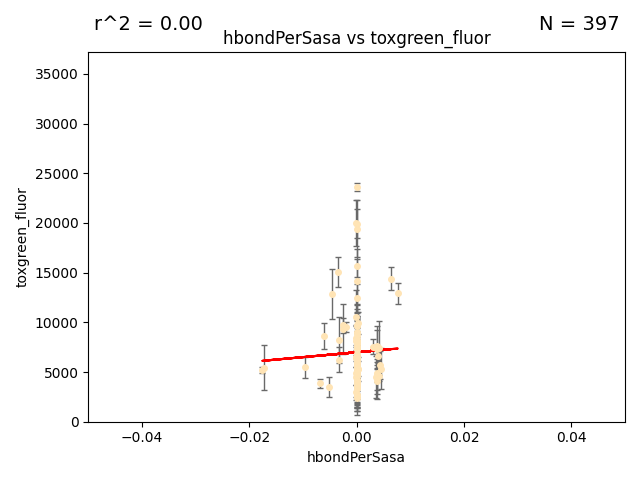 r^2 = 0.00
N = 397
hbondPerSasa vs toxgreen_fluor
35000
30000
25000
20000
15000
10000
5000
0
toxgreen_fluor
−0.04
−0.02
0.00
0.02
0.04
hbondPerSasa